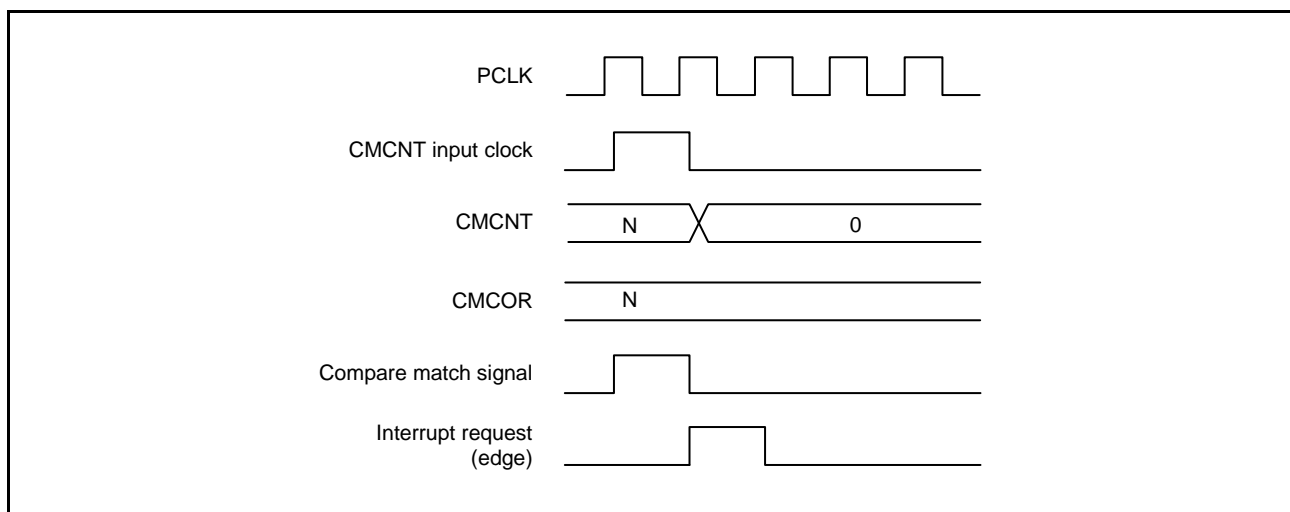 PCLK
CMCNT input clock
CMCNT
N
0
CMCOR
N
Compare match signal
Interrupt request
(edge)